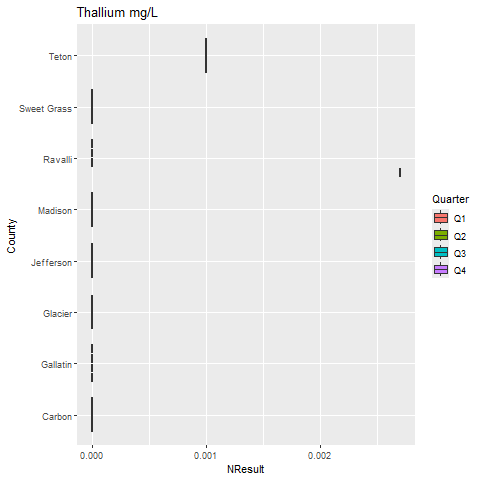 Thallium mg/L
Teton
Sweet Grass
Ravalli
Madison
Jefferson
Glacier
Gallatin
Carbon
County
0.000
0.001
0.002
NResult
Quarter
Q1
Q2
Q3
Q4